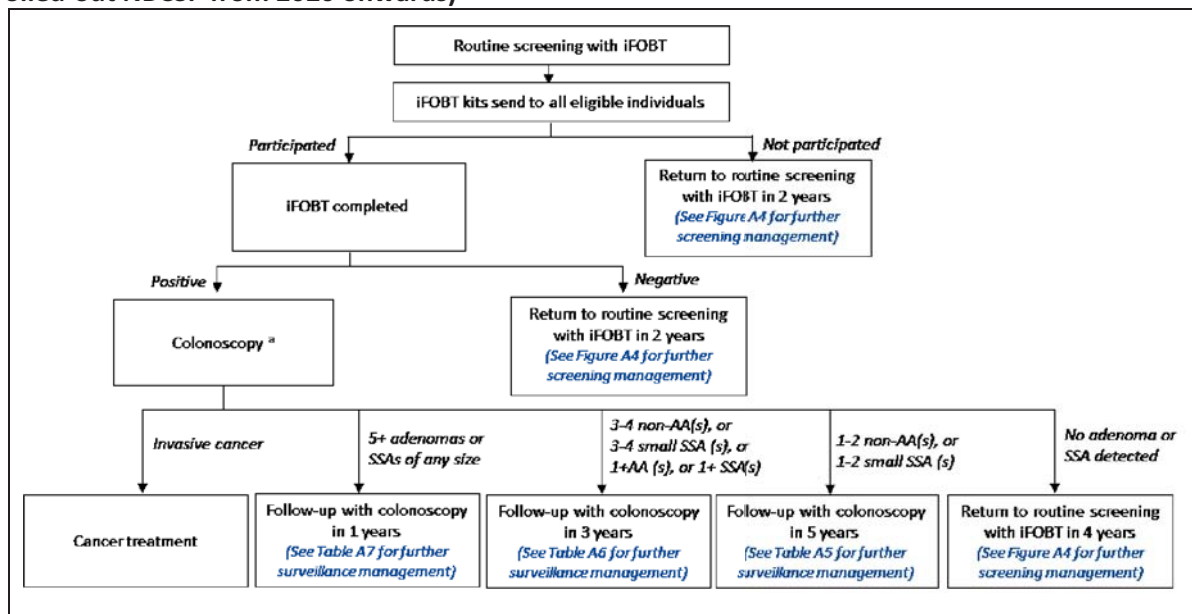 Routine screening with iFOBT
iFOBT kits send to all eligible individuals
Participated
Not participated
iFOBT completed
Return to routine screening
with iFOBT in 2 years
(See Figure A4 for further
screening management)
Positive
Negative
Colonoscopy a
Return to routine screening
with iFOBT in 2 years
(See Figure A4 for further
screening management)
Invasive cancer
5+ adenomas or
SSAs of any size
3-4 non-AA(s), or
3-4 small SSA (s), or
1+AA (s), or 1+ SSA(s)
1-2 non-AA(s), or
1-2 small SSA (s)
No adenoma or
SSA detected
Cancer treatment
Follow-up with colonoscopy
in 1 years
(See Table A7 for further
surveillance management)
Follow-up with colonoscopy
in 3 years
(See Table A6 for further
surveillance management)
Follow-up with colonoscopy
in 5 years
(See Table A5 for further
surveillance management)
Return to routine screening
with iFOBT in 4 years
(See Figure A4 for further
screening management)